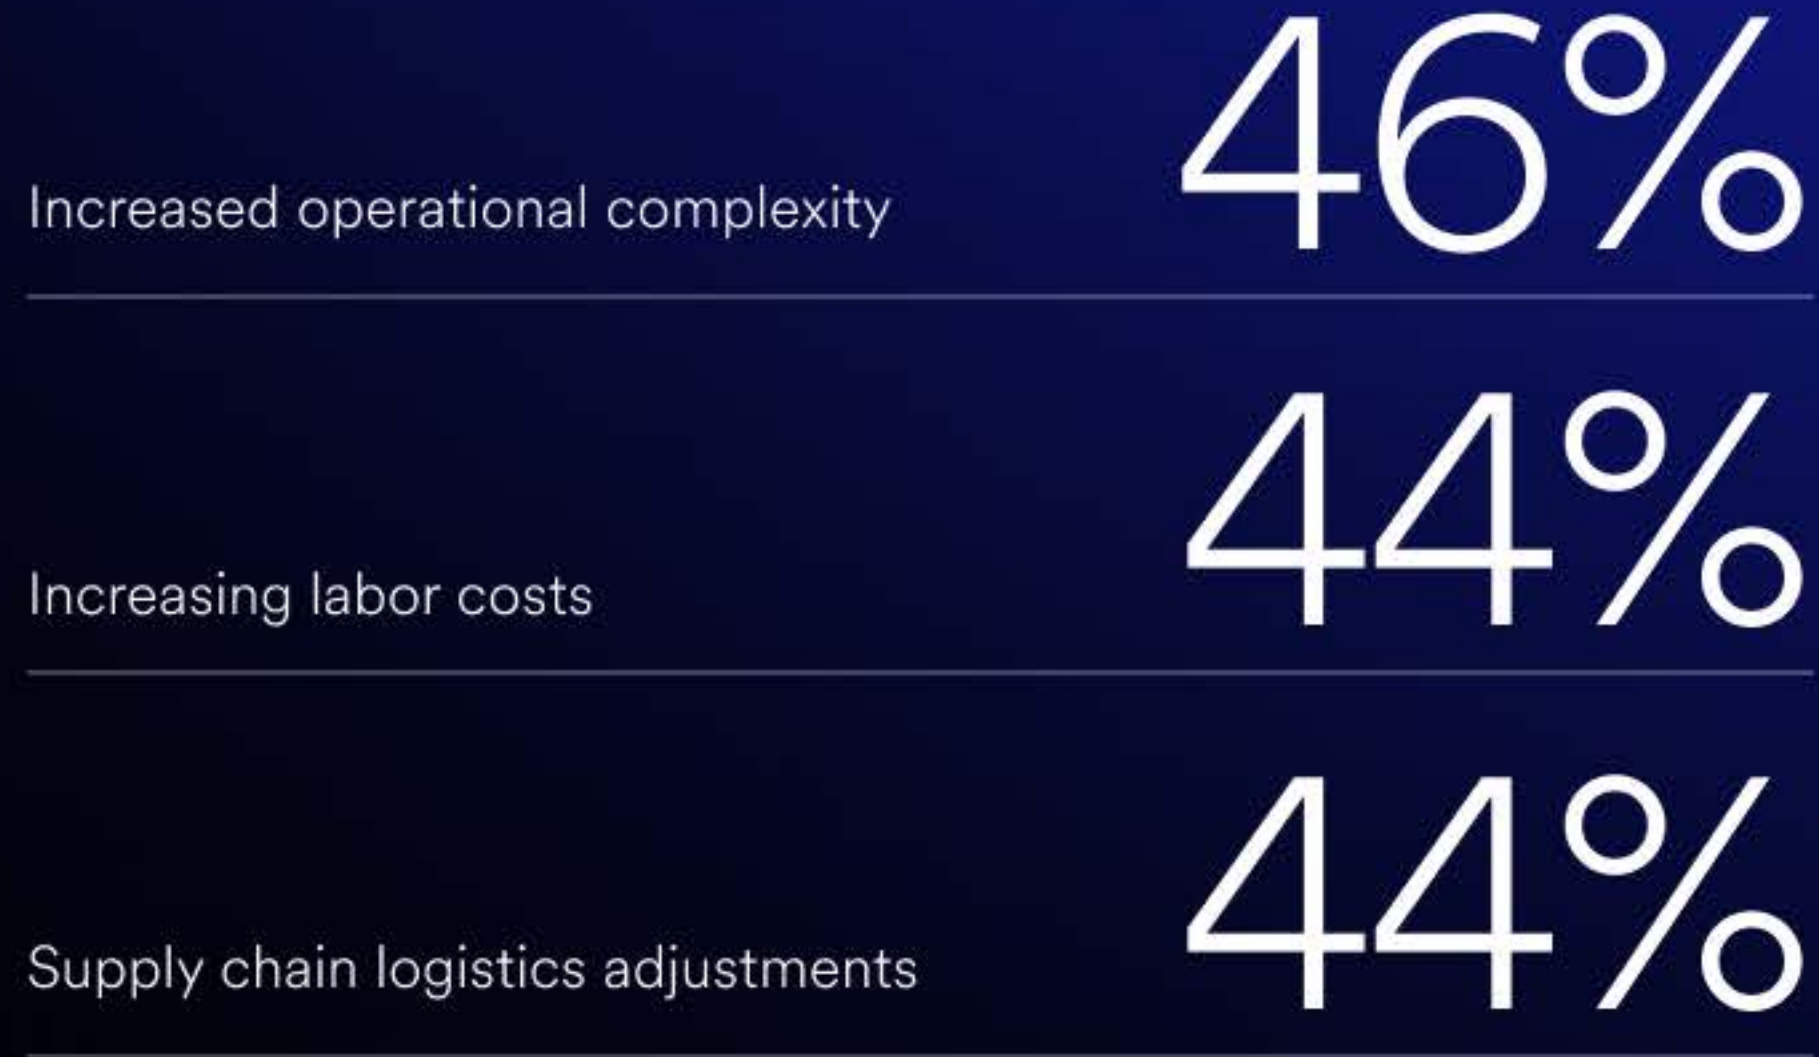 Increased operational complexity 46%
Increasing labor costs 44%
Supply chain logistics adjustments 44%